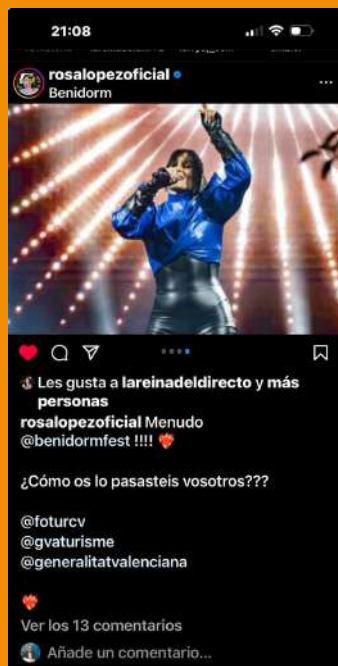 21:08
rosalopezoficial
Benidorm
Les gusta a lareinadeldirecto y más
personas
rosalopezoficial Menudo
@benidormfest !!!!
¿Cómo os lo pasasteis vosotros???
@foturcv
@gvaturisme
@generalitatvalenciana
Ver los 13 comentarios
Añade un comentario...